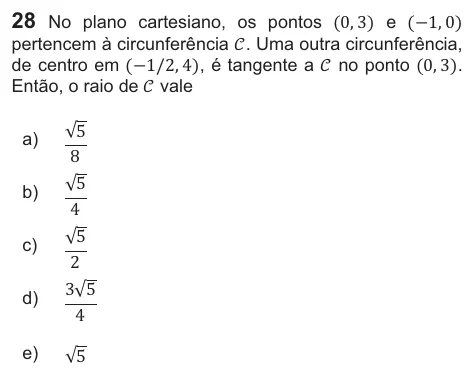 28 No plano cartesiano, os pontos (0, 3) e (−1, 0)
pertencem à circunferência 𝒞. Uma outra circunferência,
de centro em (−1/2, 4), é tangente a 𝒞 no ponto (0, 3).
Então, o raio de 𝒞 vale
a) √5/8
b) √5/4
c) √5/2
d) 3√5/4
e) √5